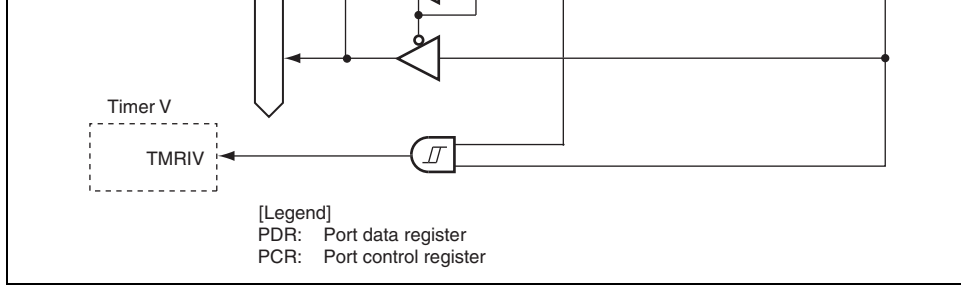 Timer V
TMRIV
[Legend]
PDR: Port data register
PCR: Port control register